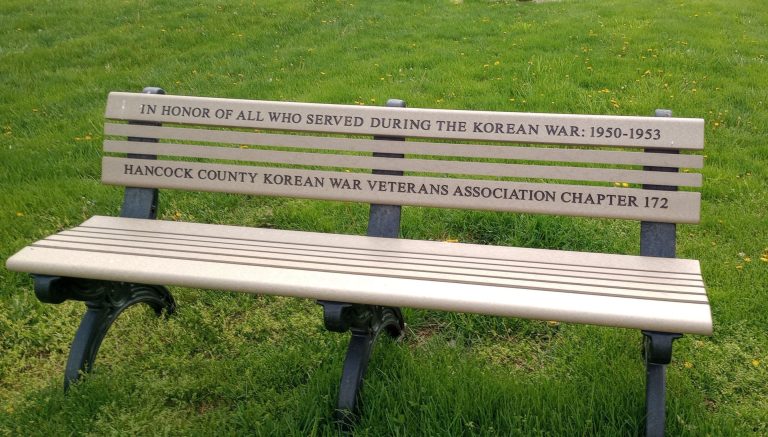 IN HONOR OF ALL WHO SERVED DURING THE KOREAN WAR: 1950-1953
HANCOCK COUNTY KOREAN WAR VETERANS ASSOCIATION CHAPTER 172